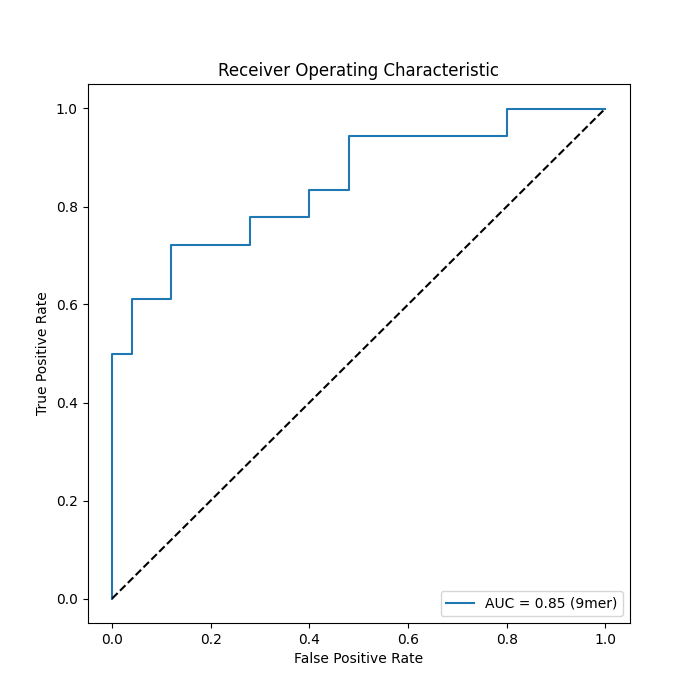 Receiver Operating Characteristic
1.0
0.8
0.6
0.4
0.2
0.0
True Positive Rate
AUC = 0.85 (9mer)
0.0 0.2 0.4 0.6 0.8 1.0
False Positive Rate